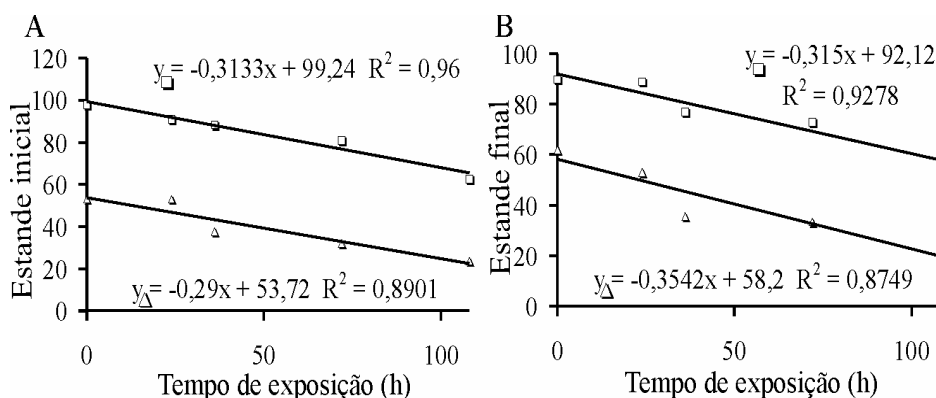 A
Estande inicial
120
100
80
60
40
20
0
y = -0,3133x + 99,24 R² = 0,96
y = -0,29x + 53,72 R² = 0,8901
0 50 100
Tempo de exposição (h)
B
Estande final
100
80
60
40
20
0
y = -0,315x + 92,12
R² = 0,9278
y = -0,3542x + 58,2 R² = 0,8749
0 50 100
Tempo de exposição (h)